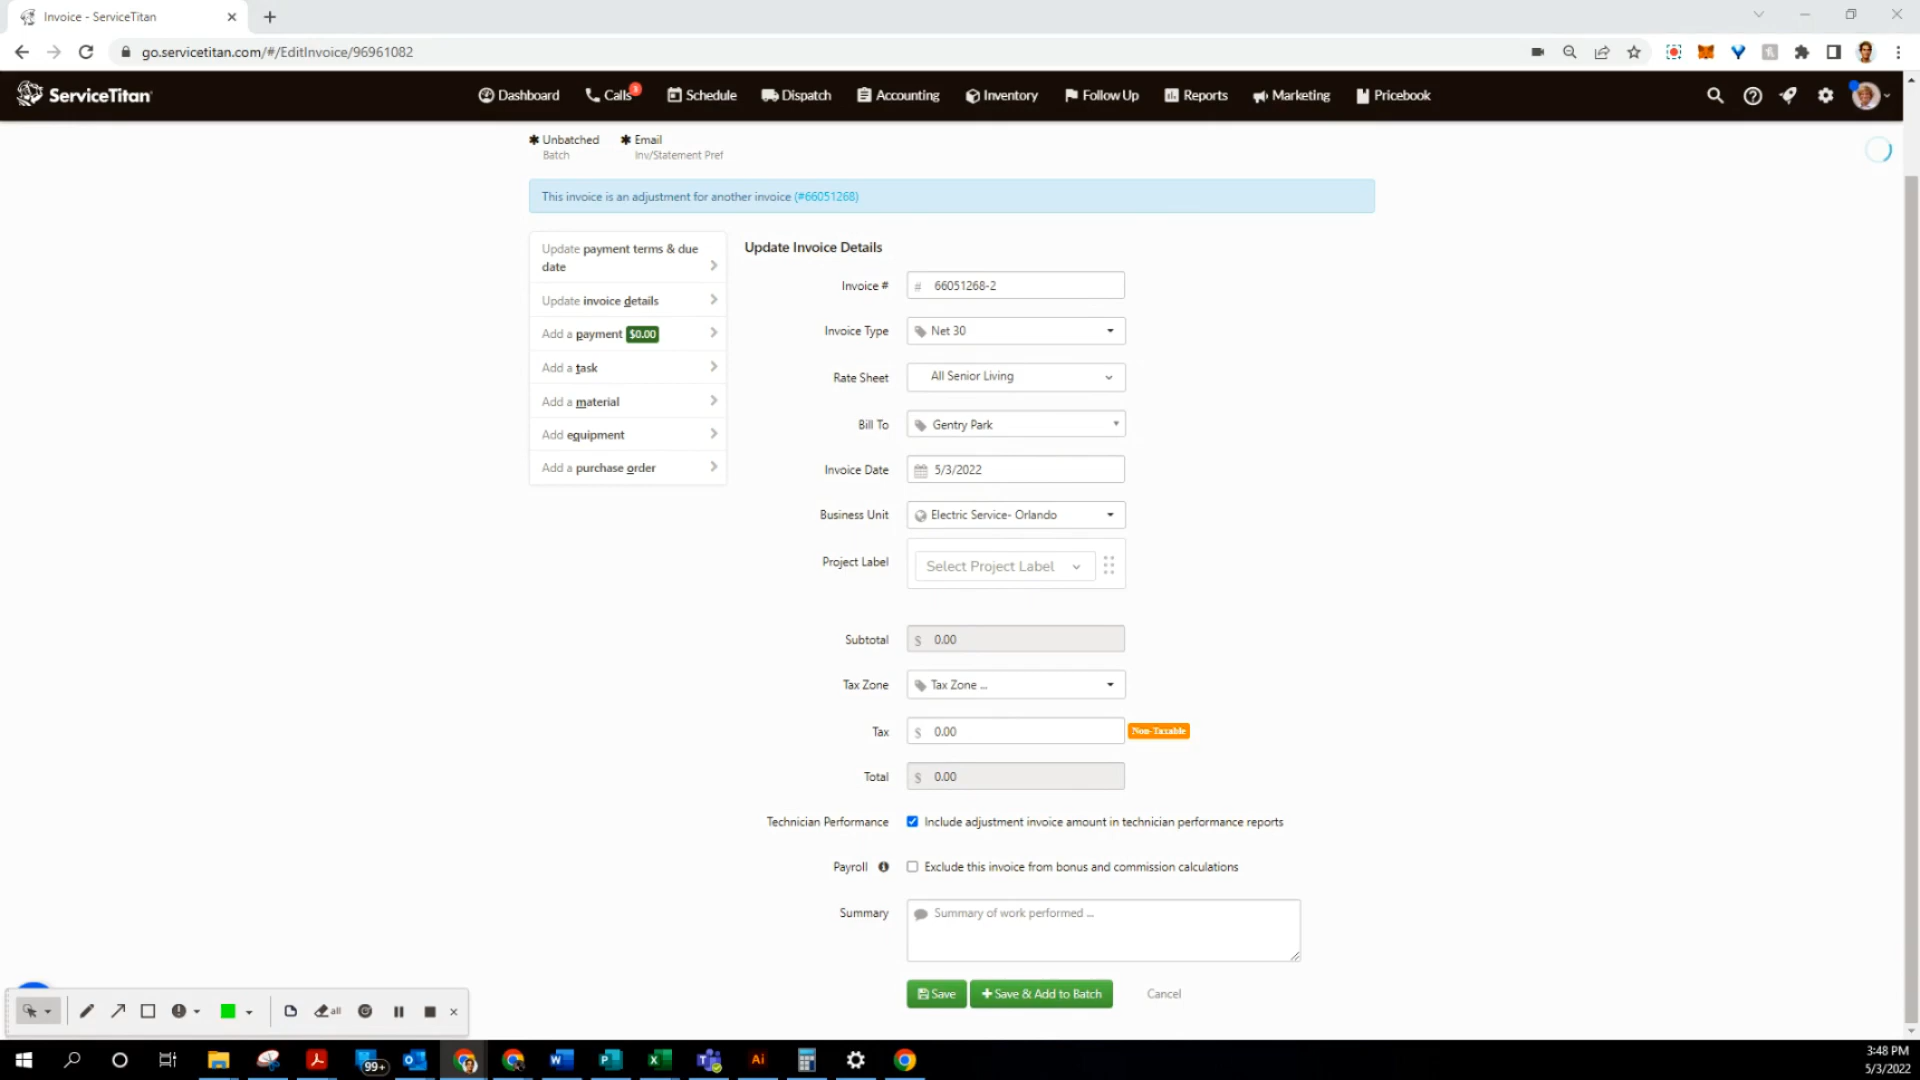 Invoice - ServiceTitan
go.servicetitan.com/#/EditInvoice/96961082
ServiceTitan
Dashboard
Calls
3
Schedule
Dispatch
Accounting
Inventory
Follow Up
Reports
Marketing
Pricebook
Unbatched
Batch
Email
Inv/Statement Pref
This invoice is an adjustment for another invoice (#66051268)
Update payment terms & due
date
Update invoice details
Add a payment $0.00
Add a task
Add a material
Add equipment
Add a purchase order
Update Invoice Details
Invoice # # 66051268-2
Invoice Type Net 30
Rate Sheet All Senior Living
Bill To Gentry Park
Invoice Date 5/3/2022
Business Unit Electric Service- Orlando
Project Label Select Project Label
Subtotal $ 0.00
Tax Zone Tax Zone ...
Tax $ 0.00 Non-Taxable
Total $ 0.00
Technician Performance Include adjustment invoice amount in technician performance reports
Payroll Exclude this invoice from bonus and commission calculations
Summary Summary of work performed ...
Save
+ Save & Add to Batch
Cancel
all
99+
Ai
3:48 PM
5/3/2022